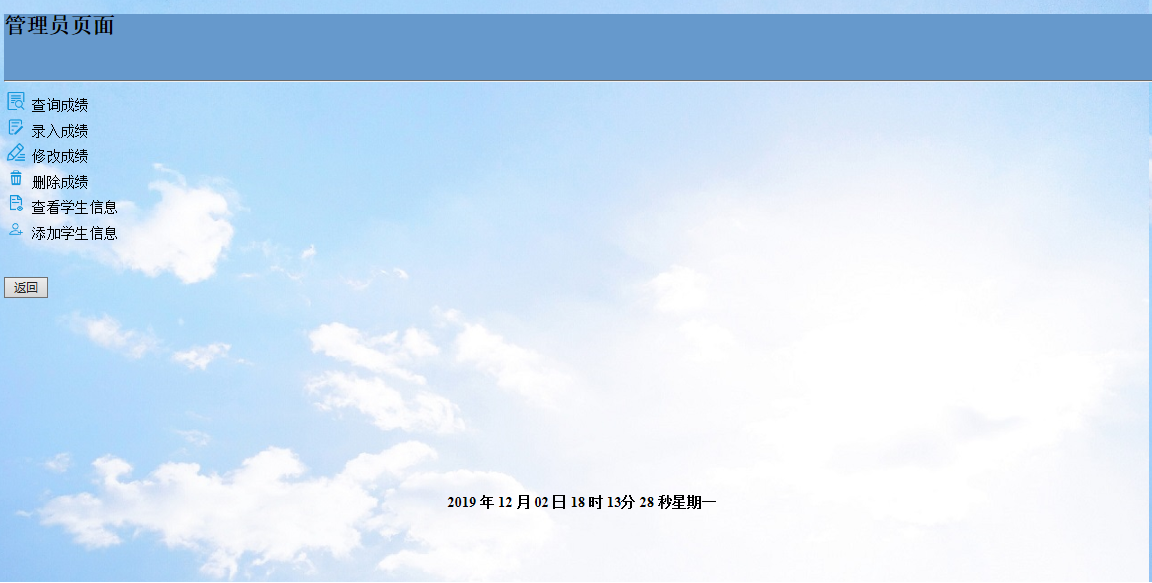 管理员页面
查询成绩
录入成绩
修改成绩
删除成绩
查看学生信息
添加学生信息
返回
2019 年 12 月 02 日 18 时 13分 28 秒星期一